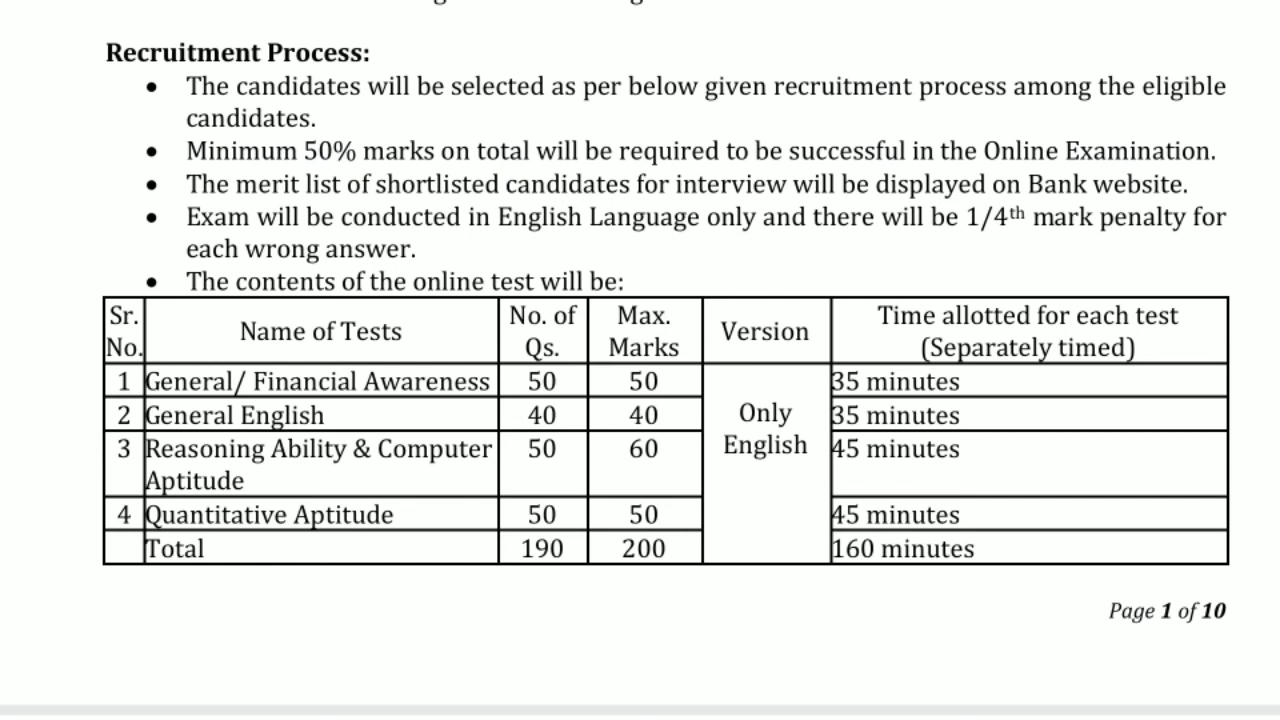 Recruitment Process:
• The candidates will be selected as per below given recruitment process among the eligible
candidates.
• Minimum 50% marks on total will be required to be successful in the Online Examination.
• The merit list of shortlisted candidates for interview will be displayed on Bank website.
• Exam will be conducted in English Language only and there will be 1/4th mark penalty for
each wrong answer.
• The contents of the online test will be:
Sr. No. Name of Tests No. of Qs. Max. Marks Version Time allotted for each test (Separately timed)
1 General/ Financial Awareness 50 50 35 minutes
2 General English 40 40 Only English 35 minutes
3 Reasoning Ability & Computer Aptitude 50 60 45 minutes
4 Quantitative Aptitude 50 50 45 minutes
Total 190 200 160 minutes
Page 1 of 10